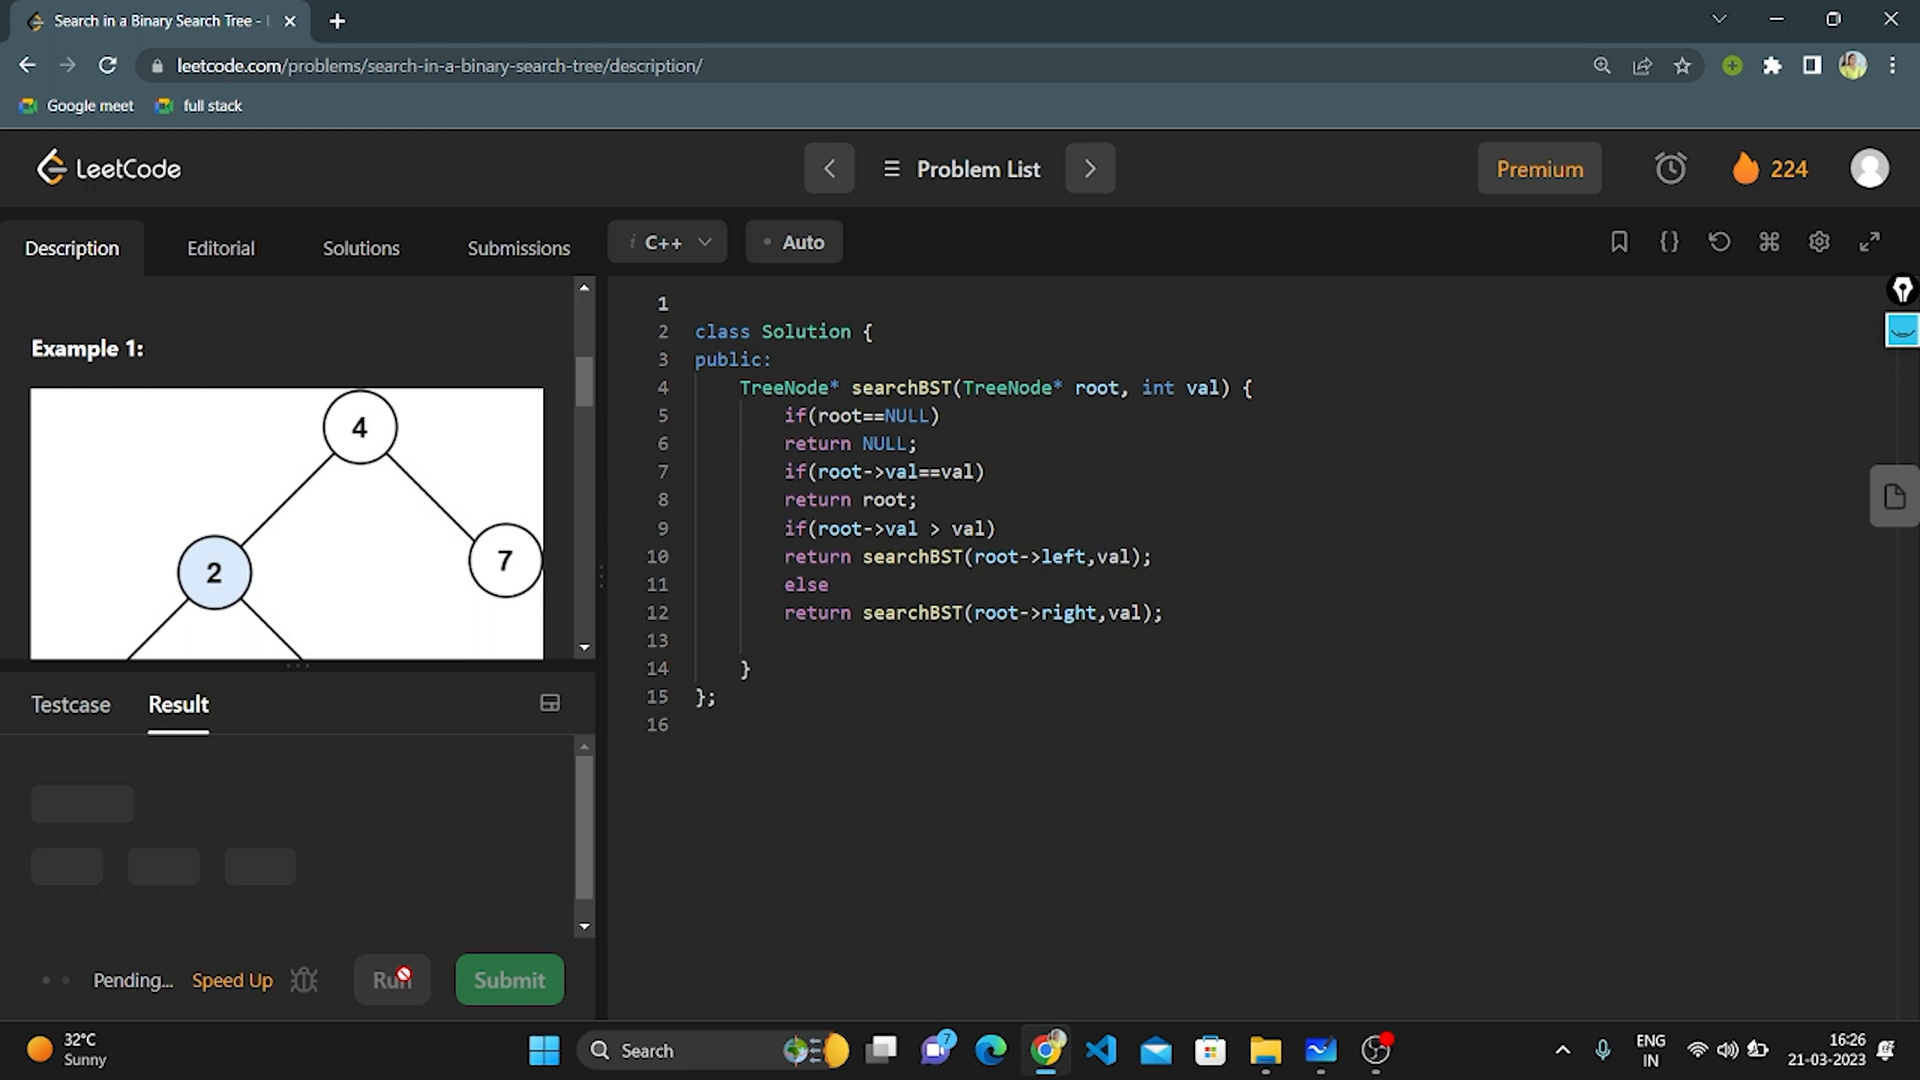 Search in a Binary Search Tree -
leetcode.com/problems/search-in-a-binary-search-tree/description/
Google meet
full stack
LeetCode
Problem List
Premium
224
Description
Editorial
Solutions
Submissions
i C++
Auto
Example 1:
4
2
7
1
2 class Solution {
3 public:
4 TreeNode* searchBST(TreeNode* root, int val) {
5 if(root==NULL)
6 return NULL;
7 if(root->val==val)
8 return root;
9 if(root->val > val)
10 return searchBST(root->left,val);
11 else
12 return searchBST(root->right,val);
13
14 }
15 };
16
Testcase
Result
Pending...
Speed Up
Run
Submit
32°C
Sunny
Search
7
ENG
IN
16:26
21-03-2023